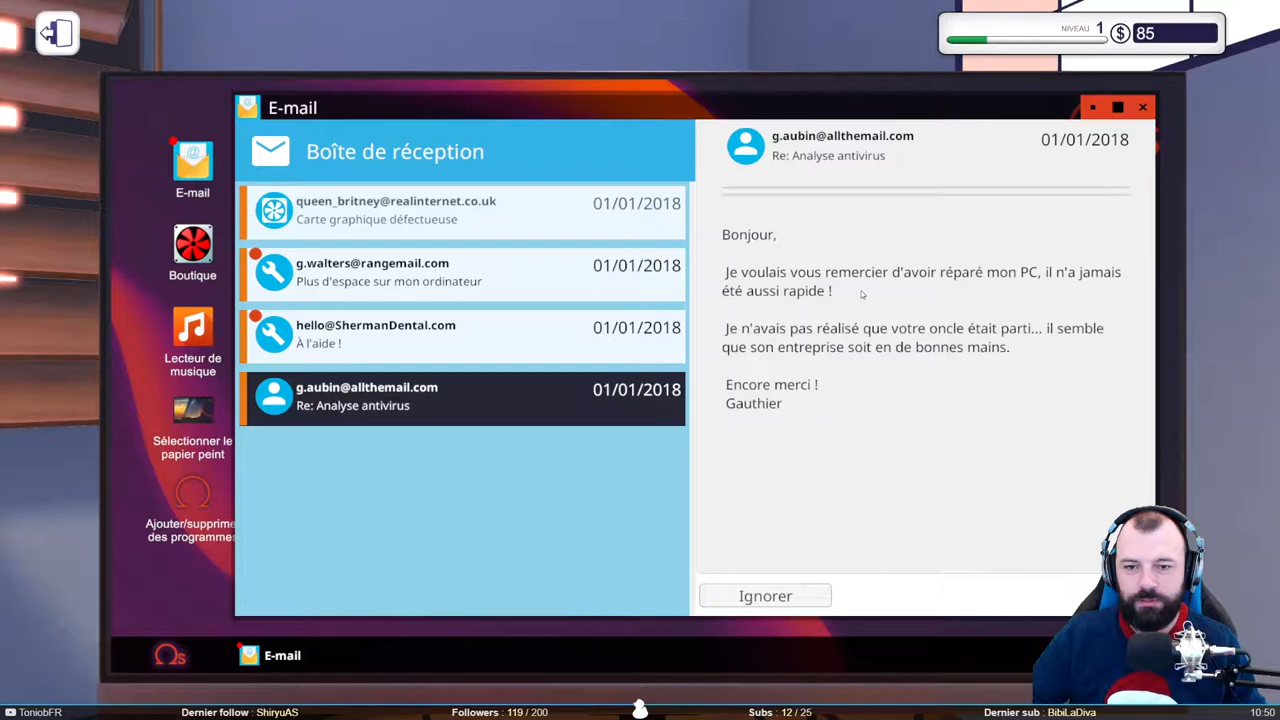 NIVEAU 1
$ 85
E-mail
E-mail
Boutique
Lecteur de
musique
Sélectionner le
papier peint
Ajouter/supprime
des programmes
Boîte de réception
queen_britney@realinternet.co.uk 01/01/2018
Carte graphique défectueuse
g.walters@rangemail.com 01/01/2018
Plus d'espace sur mon ordinateur
hello@ShermanDental.com 01/01/2018
À l'aide !
g.aubin@allthemail.com 01/01/2018
Re: Analyse antivirus
g.aubin@allthemail.com 01/01/2018
Re: Analyse antivirus
Bonjour,
Je voulais vous remercier d'avoir réparé mon PC, il n'a jamais
été aussi rapide !
Je n'avais pas réalisé que votre oncle était parti... il semble
que son entreprise soit en de bonnes mains.
Encore merci !
Gauthier
Ignorer
Ωs E-mail
ToniobFR Dernier follow : ShiryuAS Followers : 119 / 200 Subs : 12 / 25 Dernier sub : BibiLaDiva 10:50